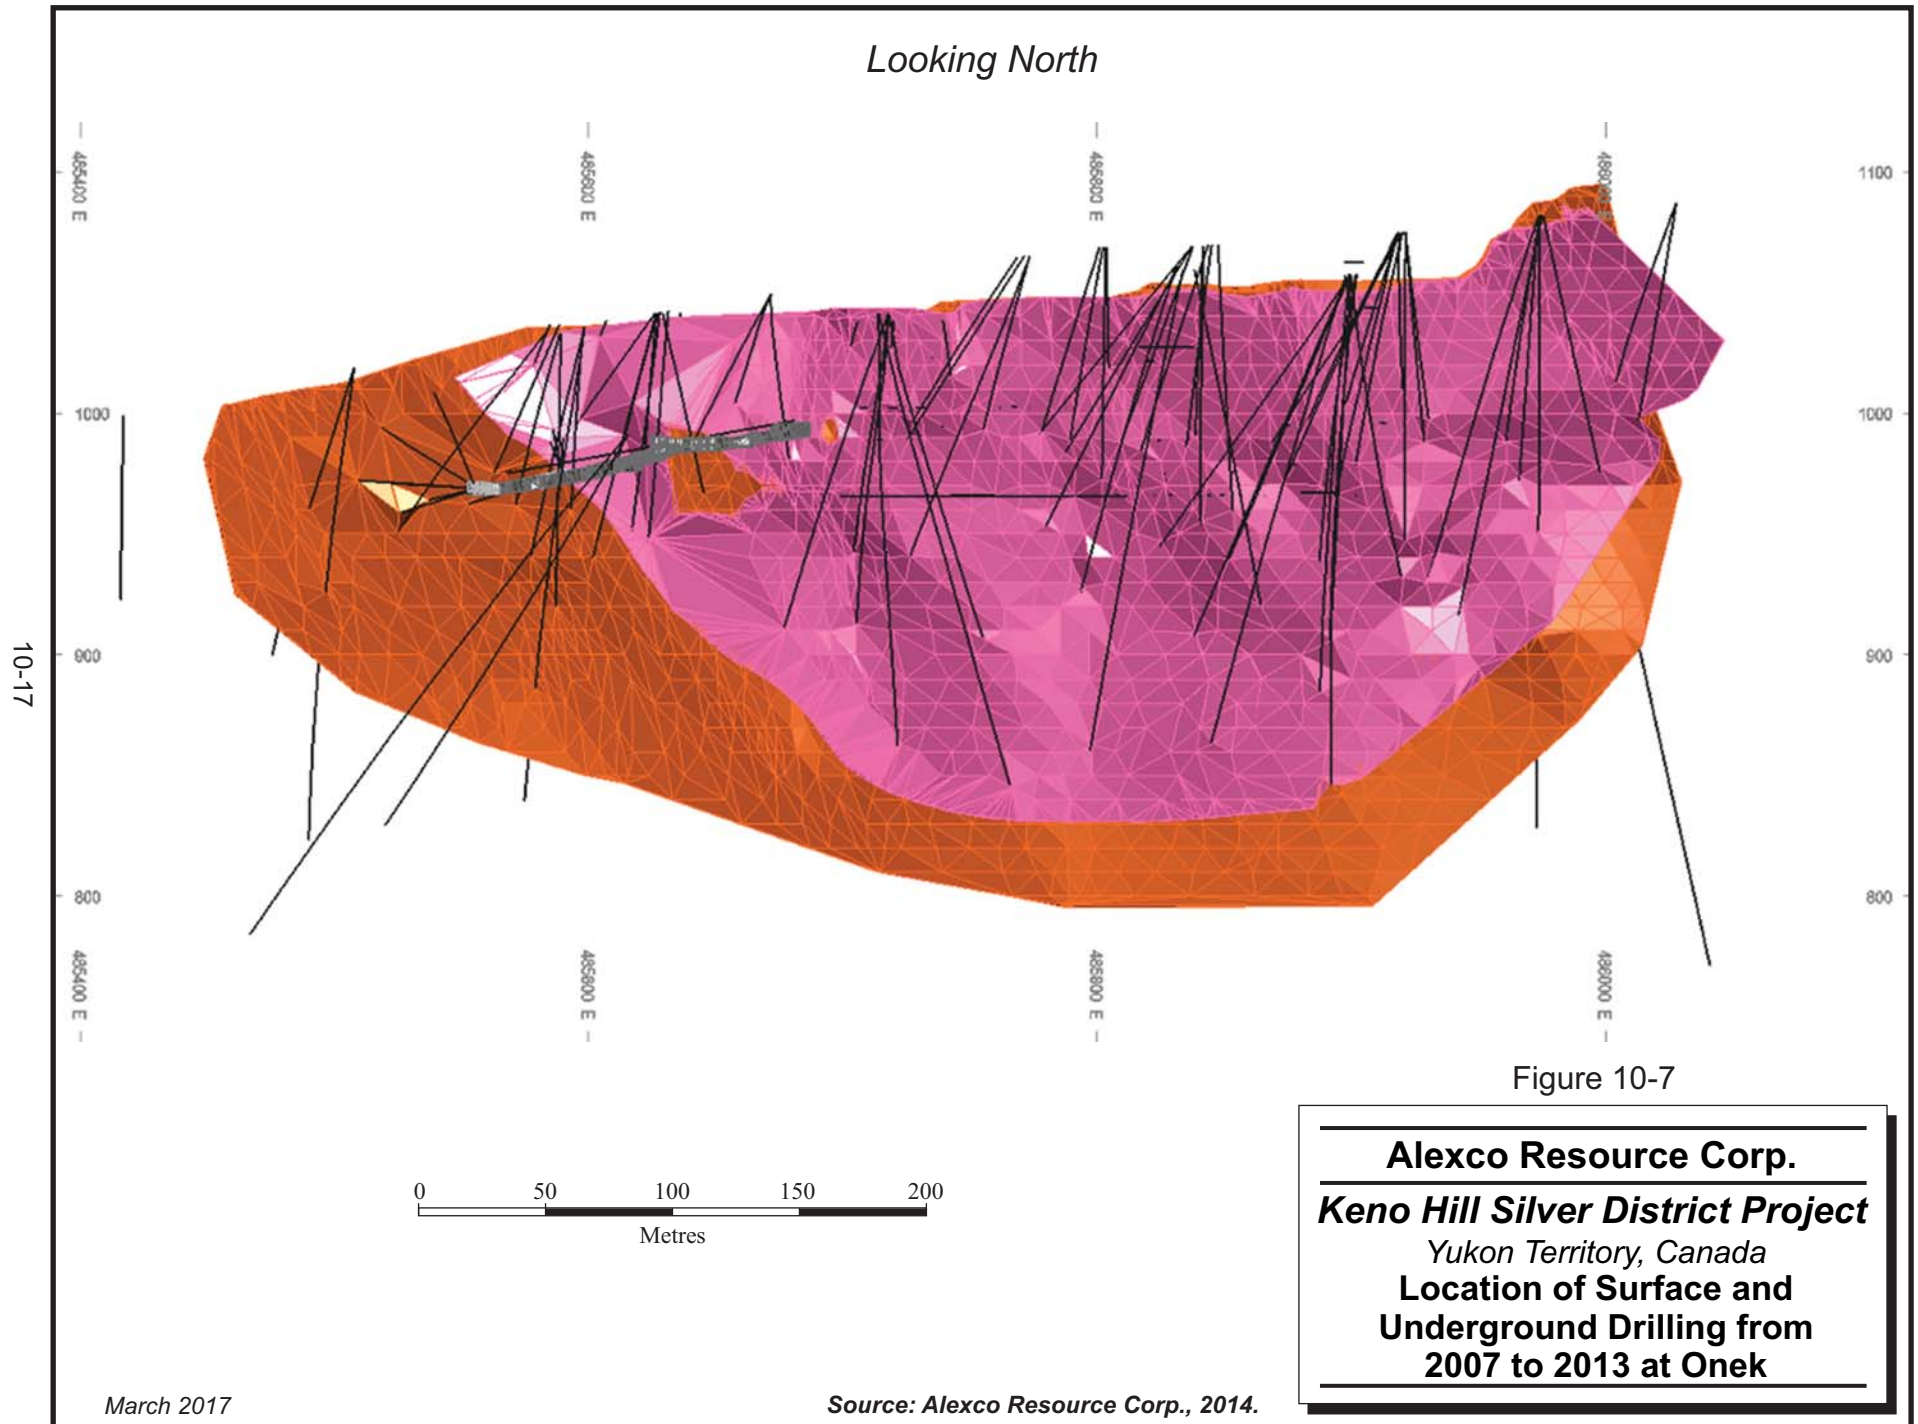 Looking North
485400 E
485600 E
485800 E
486000 E
1100
1000
1000
900
900
800
800
485400 E
485600 E
485800 E
486000 E
10-17
Figure 10-7
0 50 100 150 200
Metres
Alexco Resource Corp.
Keno Hill Silver District Project
Yukon Territory, Canada
Location of Surface and
Underground Drilling from
2007 to 2013 at Onek
March 2017
Source: Alexco Resource Corp., 2014.